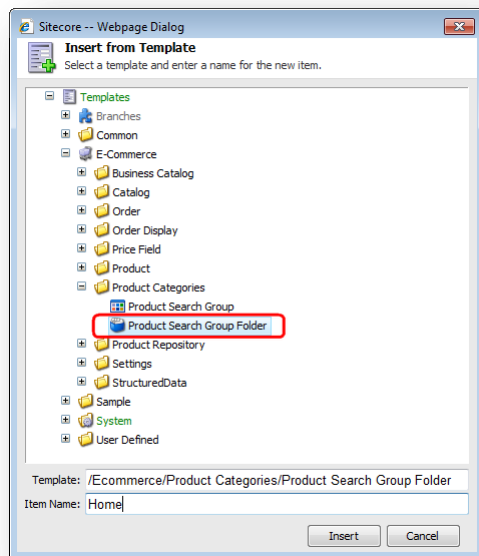 Sitecore -- Webpage Dialog
Insert from Template
Select a template and enter a name for the new item.
Templates
Branches
Common
E-Commerce
Business Catalog
Catalog
Order
Order Display
Price Field
Product
Product Categories
Product Search Group
Product Search Group Folder
Product Repository
Settings
StructuredData
Sample
System
User Defined
Template: /Ecommerce/Product Categories/Product Search Group Folder
Item Name: Home
Insert Cancel